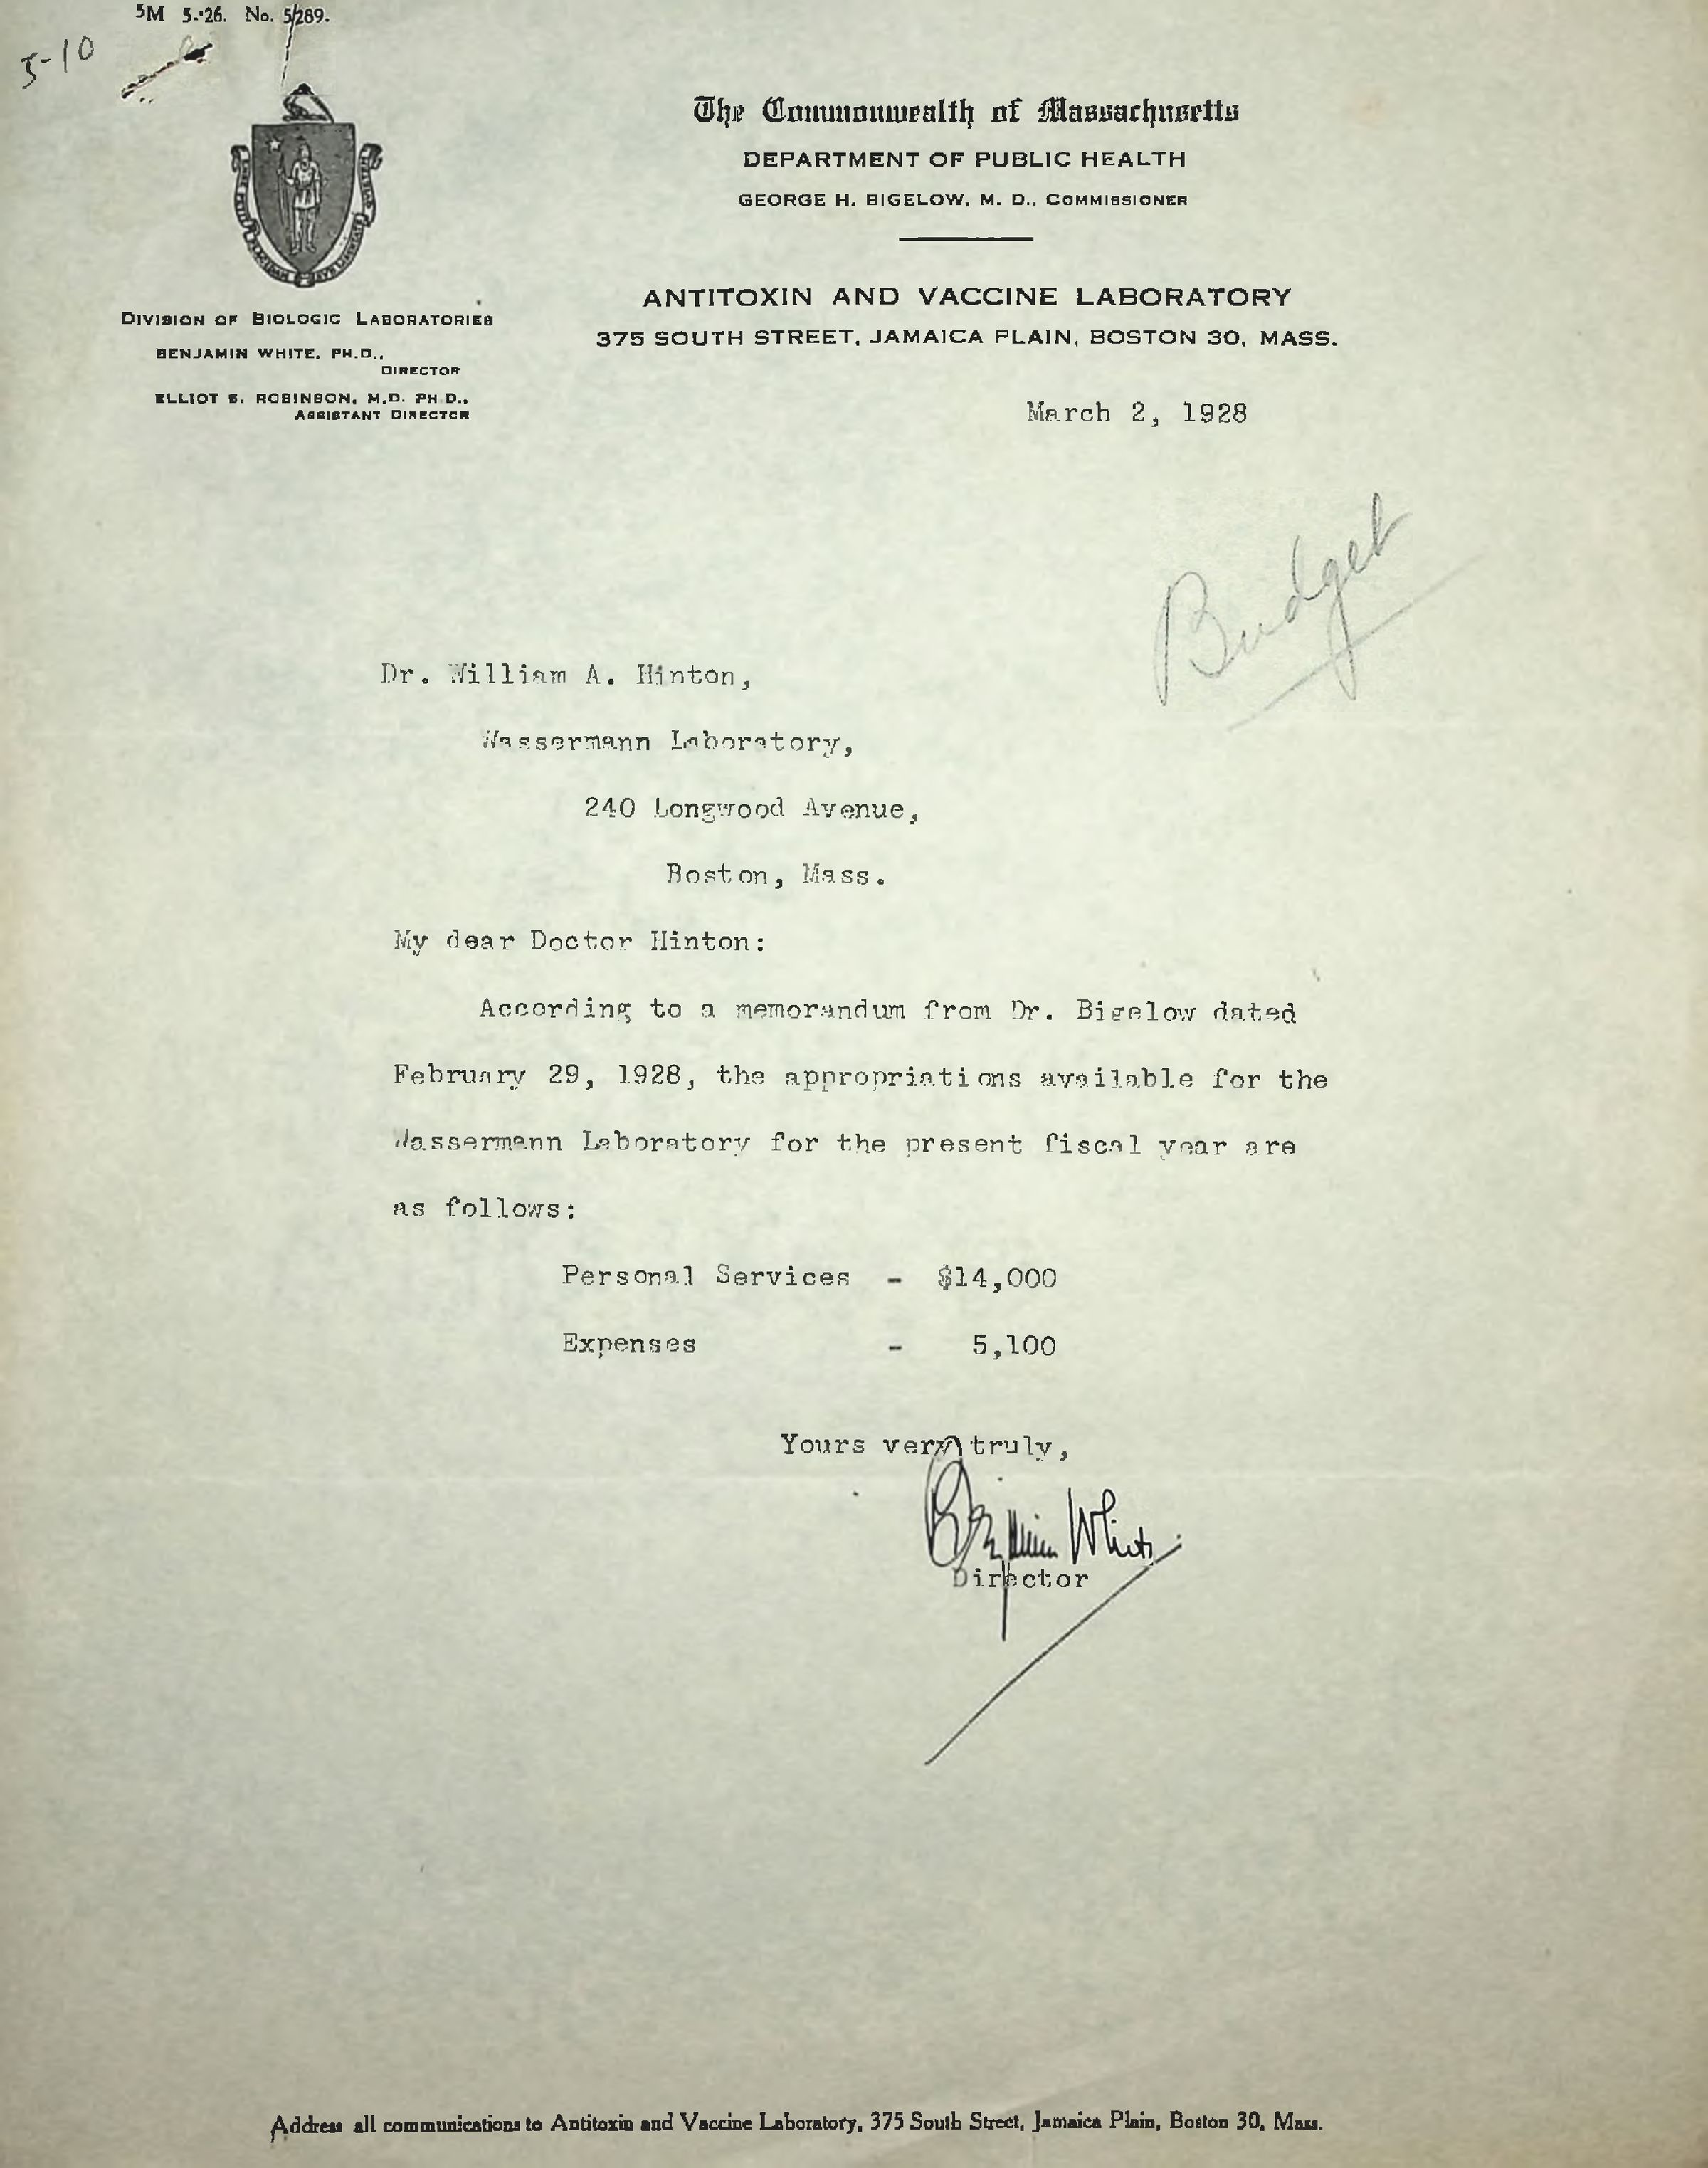 5M 5-'26. No. 5289.
5-10
The Commonwealth of Massachusetts
DEPARTMENT OF PUBLIC HEALTH
GEORGE H. BIGELOW, M. D., COMMISSIONER
ANTITOXIN AND VACCINE LABORATORY
375 SOUTH STREET, JAMAICA PLAIN, BOSTON 30, MASS.
DIVISION OF BIOLOGIC LABORATORIES
BENJAMIN WHITE, PH.D.,
DIRECTOR
ELLIOT S. ROBINSON, M.D. PH D.,
ASSISTANT DIRECTOR
March 2, 1928
Budget
Dr. William A. Hinton,
Wassermann Laboratory,
240 Longwood Avenue,
Boston, Mass.
My dear Doctor Hinton:
According to a memorandum from Dr. Bigelow dated
February 29, 1928, the appropriations available for the
Wassermann Laboratory for the present fiscal year are
as follows:
Personal Services - $14,000
Expenses - 5,100
Yours very truly,
Benjamin White
Director
Address all communications to Antitoxin and Vaccine Laboratory, 375 South Street, Jamaica Plain, Boston 30, Mass.